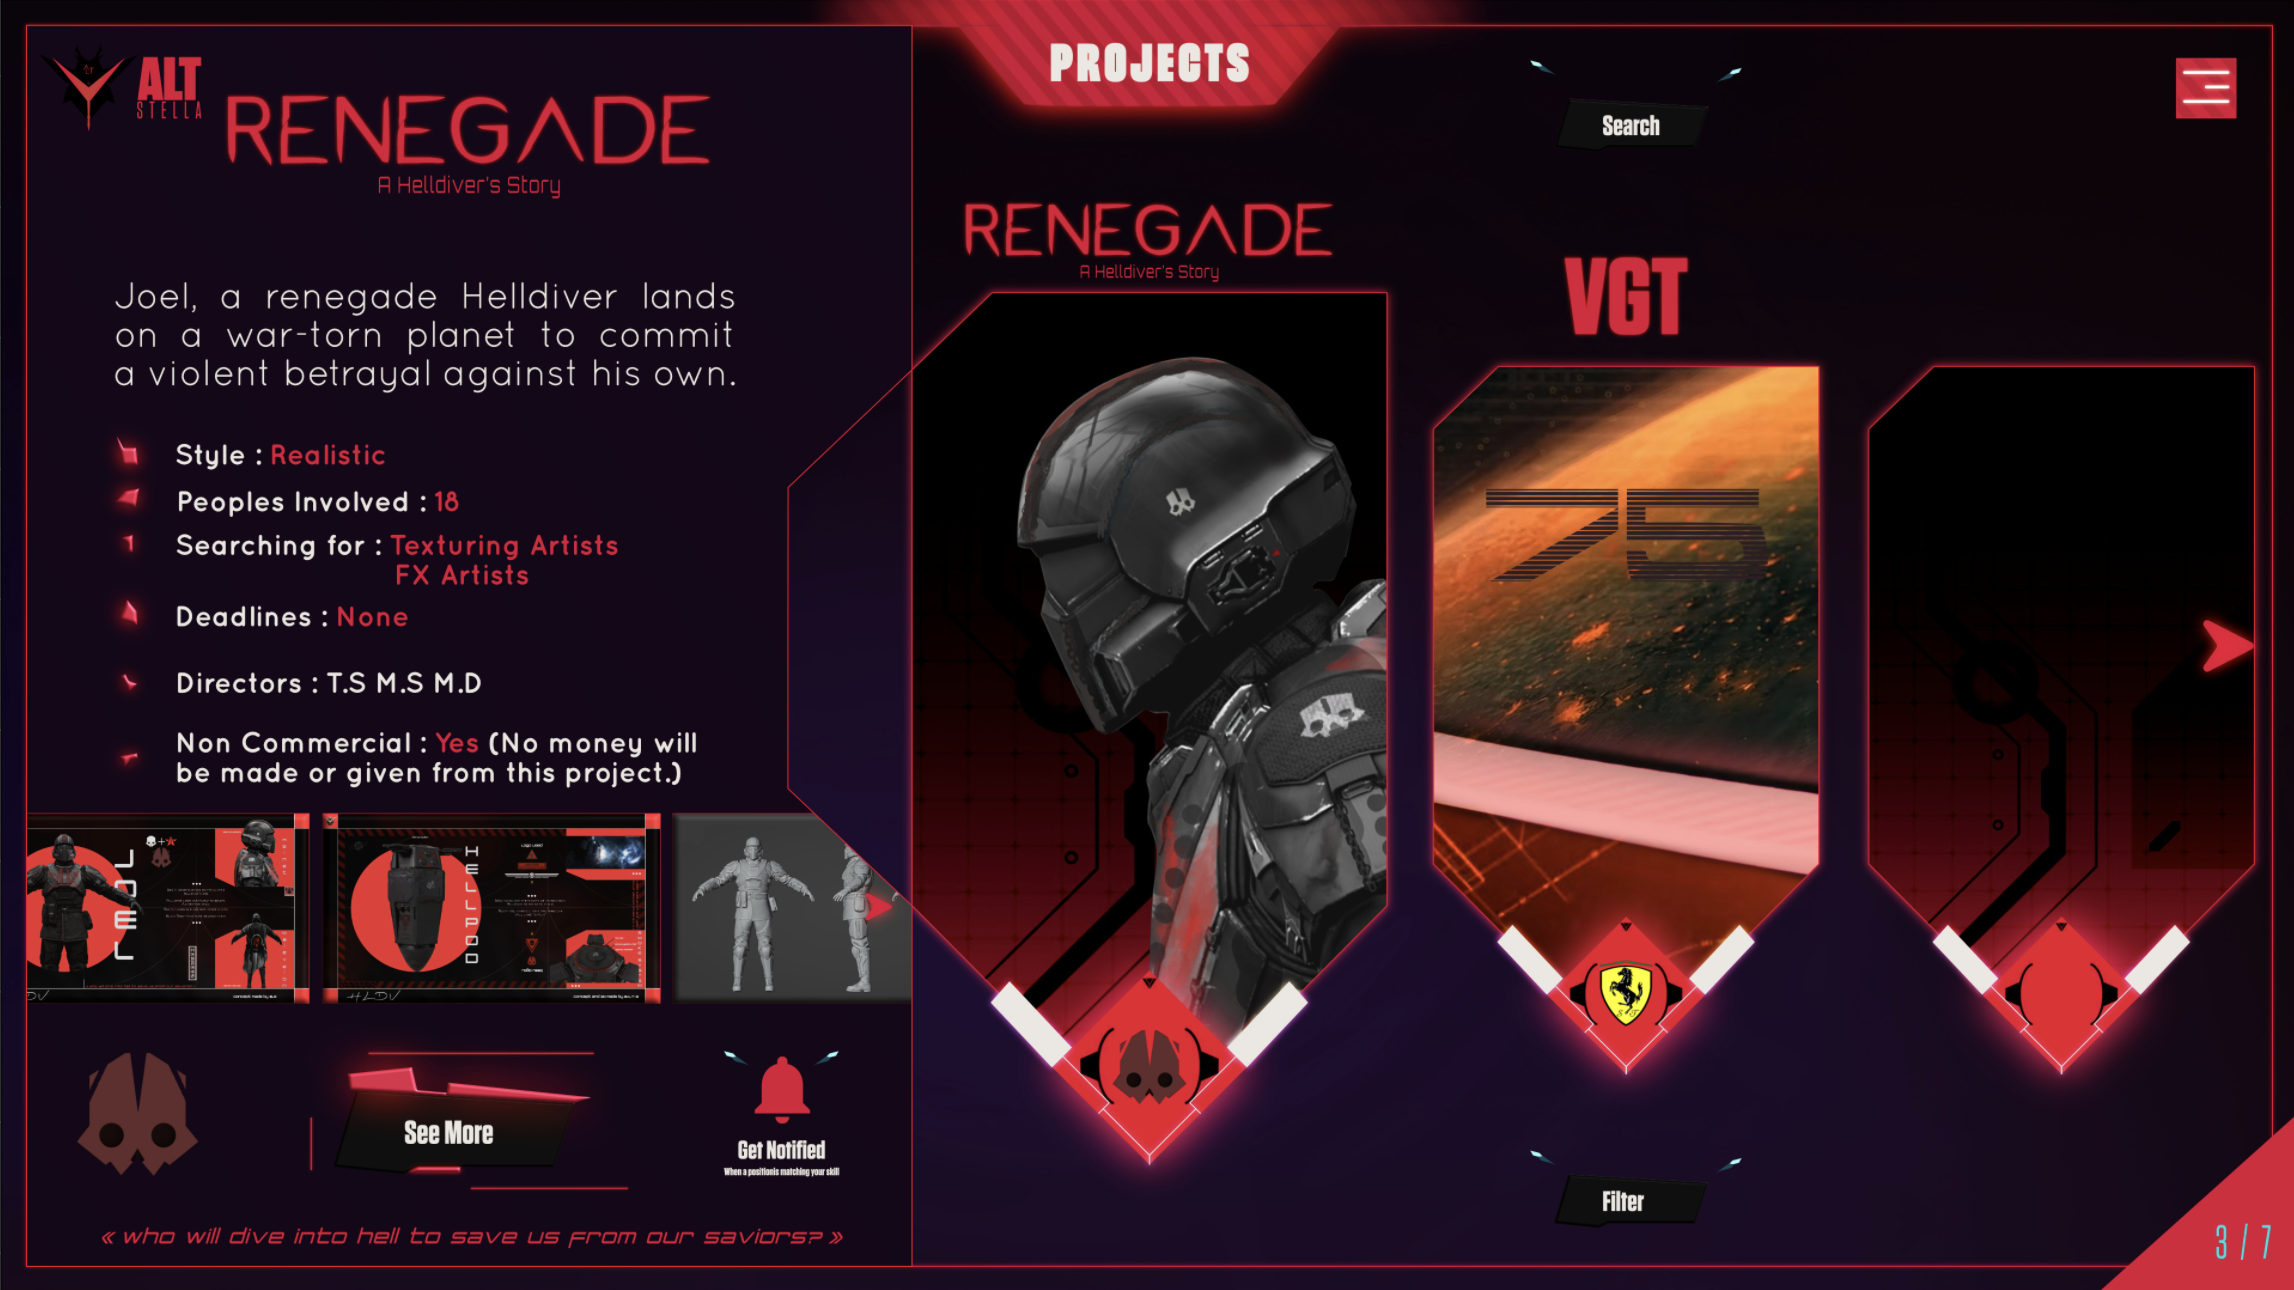 ALT
STELLA
RENEGADE
A Helldiver's Story
Joel, a renegade Helldiver lands
on a war-torn planet to commit
a violent betrayal against his own.
Style : Realistic
Peoples Involved : 18
Searching for : Texturing Artists
FX Artists
Deadlines : None
Directors : T.S M.S M.D
Non Commercial : Yes (No money will
be made or given from this project.)
JOEL
HELLPOD
HLDV
See More
Get Notified
When a positionis matching your skill
« who will dive into hell to save us from our saviors? »
PROJECTS
Search
RENEGADE
A Helldiver's Story
VGT
75
S F
Filter
3 / 7